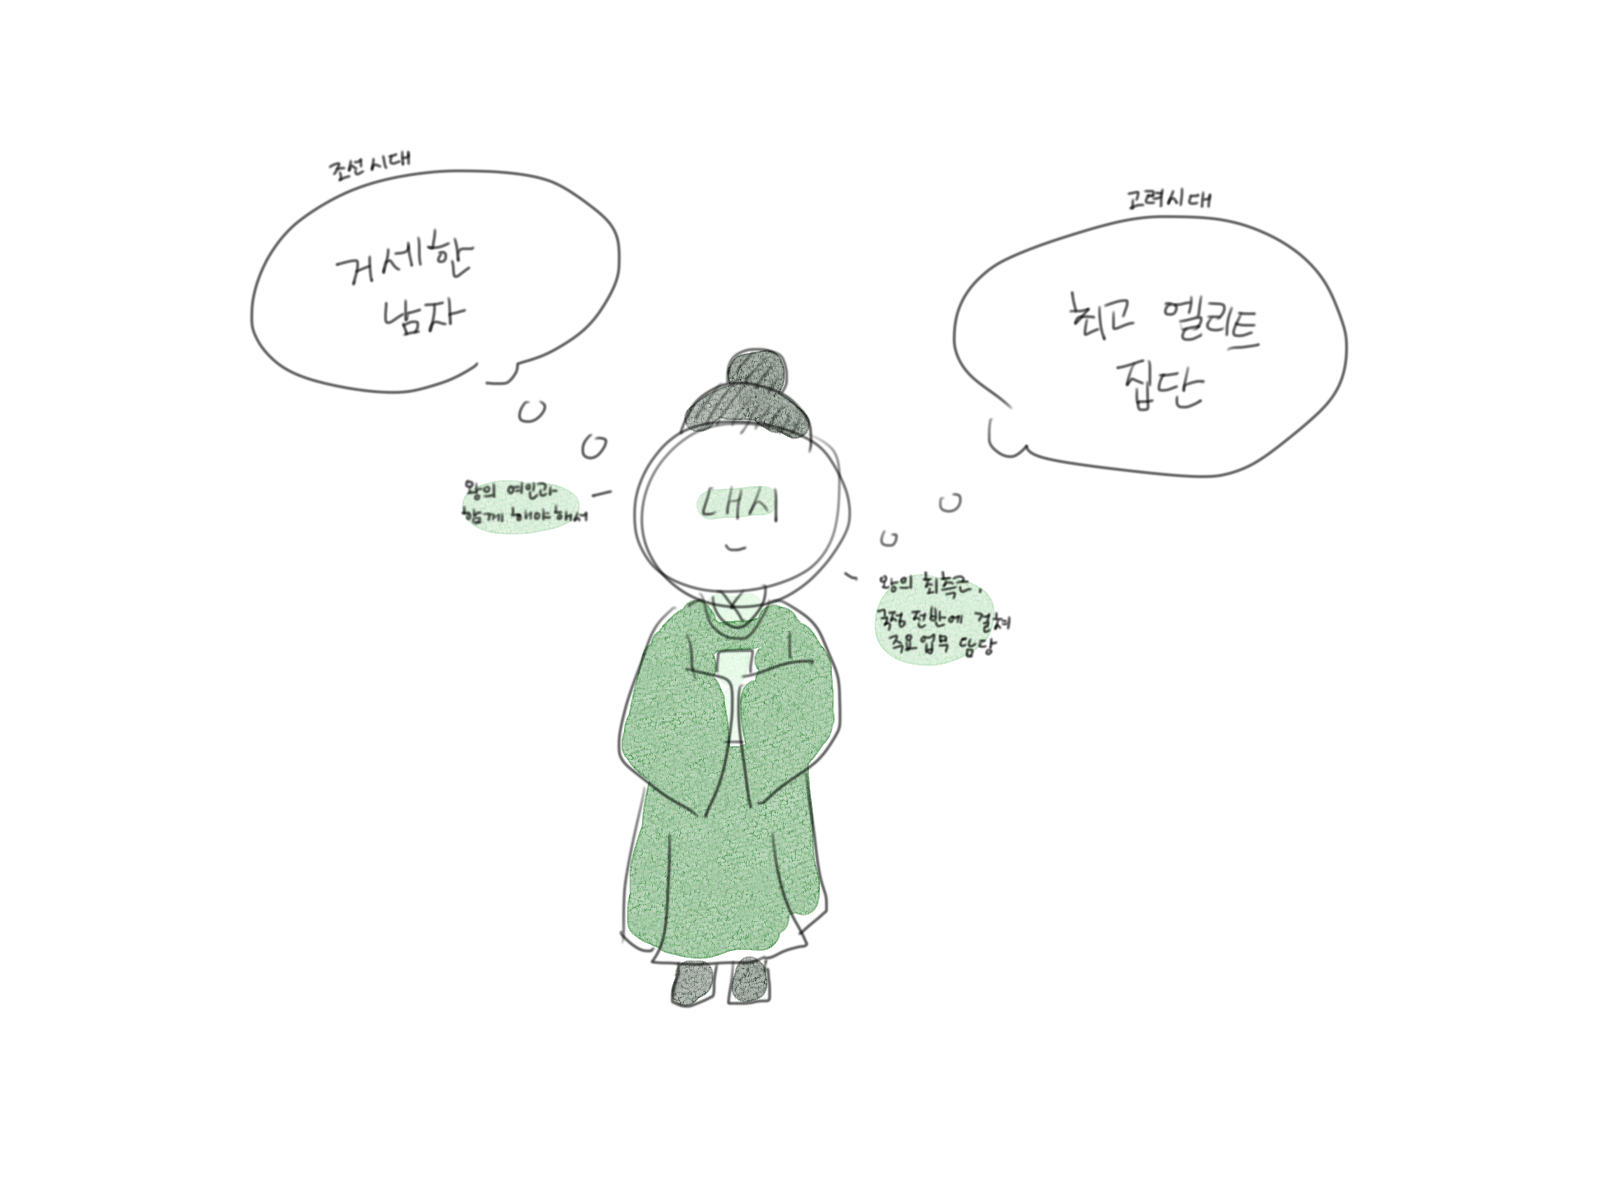 조선시대
거세한
남자
고려시대
최고 엘리트
집단
왕의 여인과
함께 해야해서
내시
왕의 최측근,
국정 전반에 걸쳐
주요업무 담당